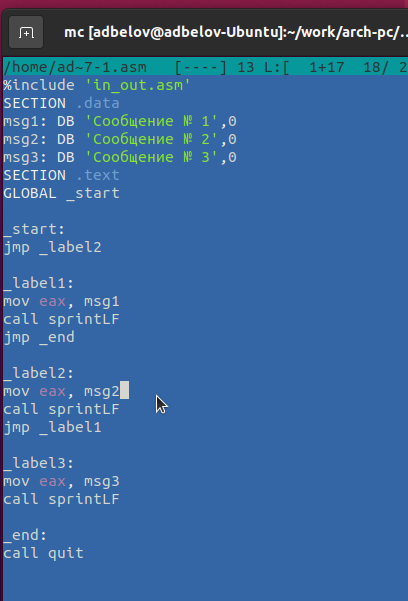 mc [adbelov@adbelov-Ubuntu]:~/work/arch-pc/...
/home/ad~7-1.asm   [----] 13 L:[  1+17  18/ 2
%include 'in_out.asm'
SECTION .data
msg1: DB 'Сообщение № 1',0
msg2: DB 'Сообщение № 2',0
msg3: DB 'Сообщение № 3',0
SECTION .text
GLOBAL _start
_start:
jmp _label2
_label1:
mov eax, msg1
call sprintLF
jmp _end
_label2:
mov eax, msg2
call sprintLF
jmp _label1
_label3:
mov eax, msg3
call sprintLF
_end:
call quit